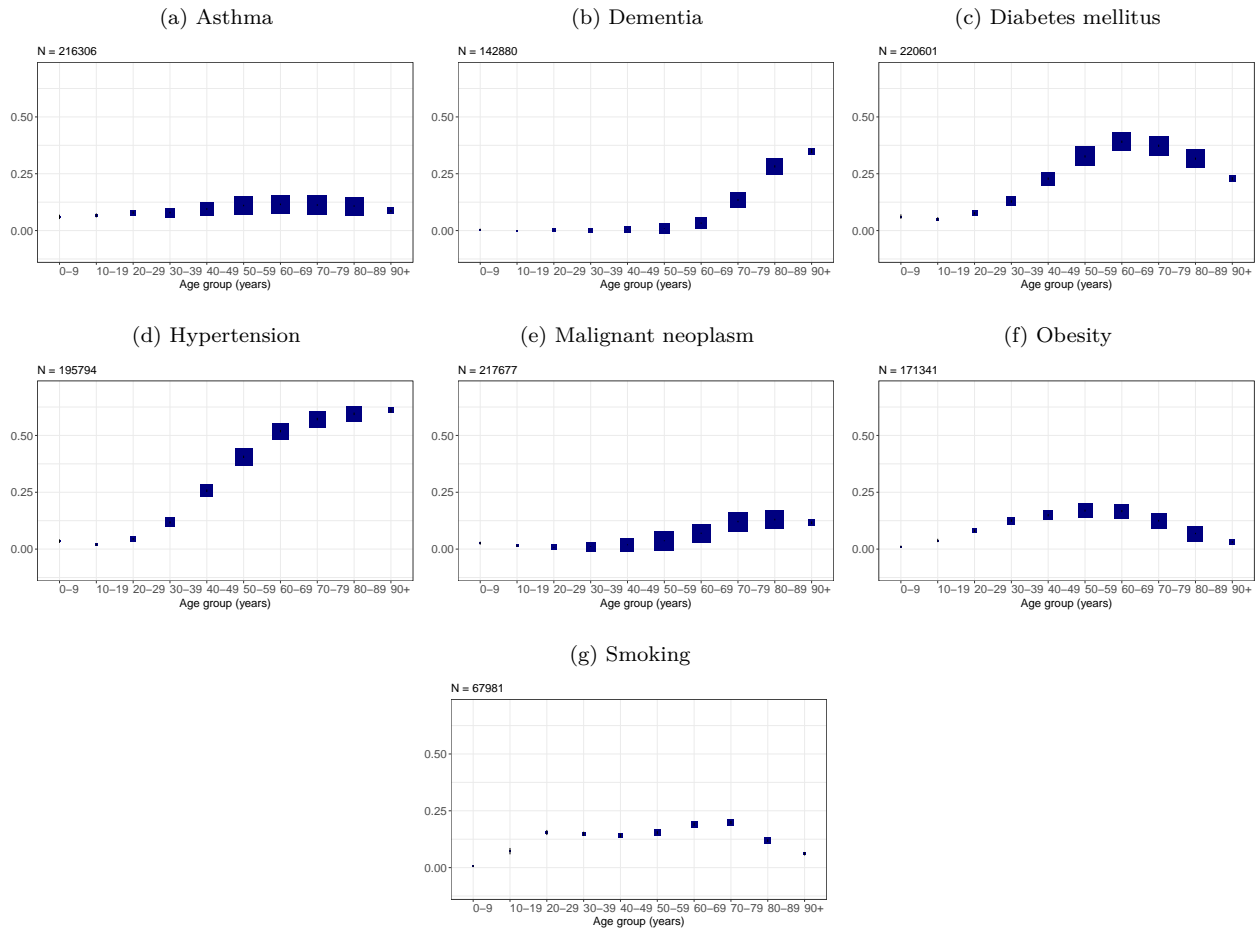 (a) Asthma
(b) Dementia
(c) Diabetes mellitus
N = 216306
N = 142880
N = 220601
0.50
0.25
0.00
0.50
0.25
0.00
0.50
0.25
0.00
0–9 10–19 20–29 30–39 40–49 50–59 60–69 70–79 80–89 90+
0–9 10–19 20–29 30–39 40–49 50–59 60–69 70–79 80–89 90+
0–9 10–19 20–29 30–39 40–49 50–59 60–69 70–79 80–89 90+
Age group (years)
Age group (years)
Age group (years)
(d) Hypertension
(e) Malignant neoplasm
(f) Obesity
N = 195794
N = 217677
N = 171341
0.50
0.25
0.00
0.50
0.25
0.00
0.50
0.25
0.00
0–9 10–19 20–29 30–39 40–49 50–59 60–69 70–79 80–89 90+
0–9 10–19 20–29 30–39 40–49 50–59 60–69 70–79 80–89 90+
0–9 10–19 20–29 30–39 40–49 50–59 60–69 70–79 80–89 90+
Age group (years)
Age group (years)
Age group (years)
(g) Smoking
N = 67981
0.50
0.25
0.00
0–9 10–19 20–29 30–39 40–49 50–59 60–69 70–79 80–89 90+
Age group (years)